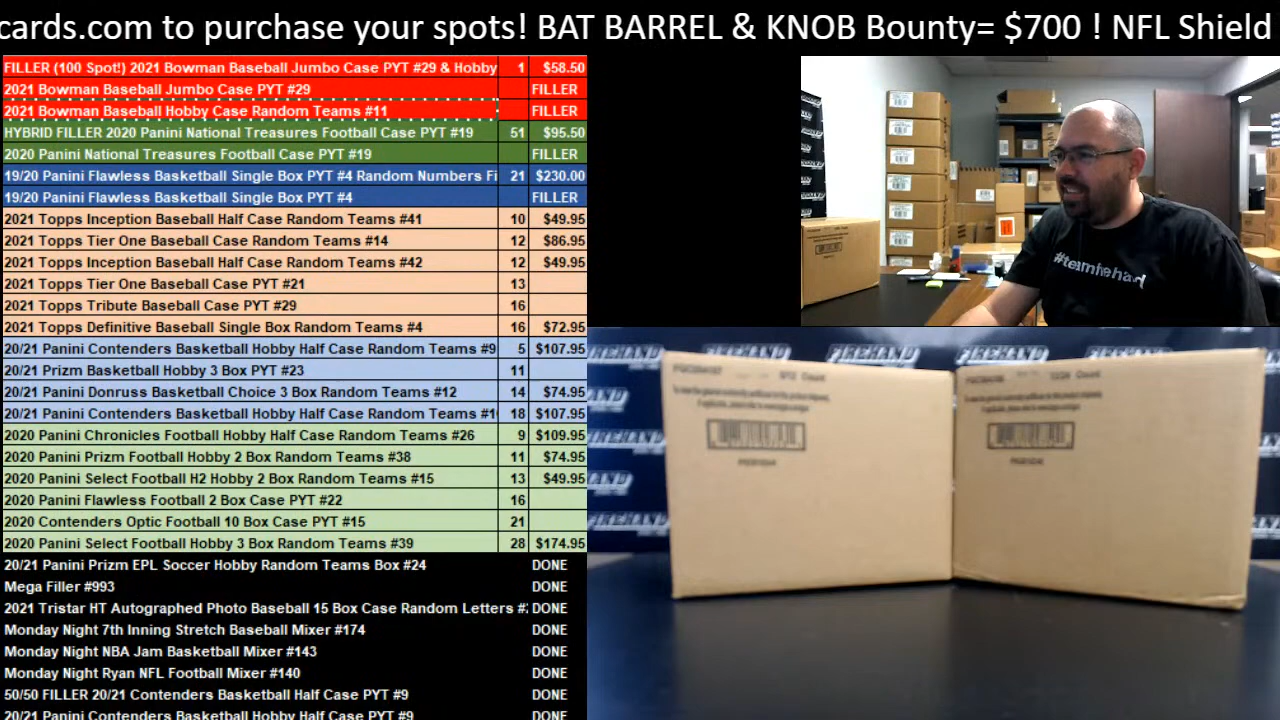 cards.com to purchase your spots! BAT BARREL & KNOB Bounty= $700 ! NFL Shield
FILLER (100 Spot!) 2021 Bowman Baseball Jumbo Case PYT #29 & Hobby 1 $58.50
2021 Bowman Baseball Jumbo Case PYT #29 FILLER
2021 Bowman Baseball Hobby Case Random Teams #11 FILLER
HYBRID FILLER 2020 Panini National Treasures Football Case PYT #19 51 $95.50
2020 Panini National Treasures Football Case PYT #19 FILLER
19/20 Panini Flawless Basketball Single Box PYT #4 Random Numbers Fi 21 $230.00
19/20 Panini Flawless Basketball Single Box PYT #4 FILLER
2021 Topps Inception Baseball Half Case Random Teams #41 10 $49.95
2021 Topps Tier One Baseball Case Random Teams #14 12 $86.95
2021 Topps Inception Baseball Half Case Random Teams #42 12 $49.95
2021 Topps Tier One Baseball Case PYT #21 13
2021 Topps Tribute Baseball Case PYT #29 16
2021 Topps Definitive Baseball Single Box Random Teams #4 16 $72.95
20/21 Panini Contenders Basketball Hobby Half Case Random Teams #9 5 $107.95
20/21 Prizm Basketball Hobby 3 Box PYT #23 11
20/21 Panini Donruss Basketball Choice 3 Box Random Teams #12 14 $74.95
20/21 Panini Contenders Basketball Hobby Half Case Random Teams #1 18 $107.95
2020 Panini Chronicles Football Hobby Half Case Random Teams #26 9 $109.95
2020 Panini Prizm Football Hobby 2 Box Random Teams #38 11 $74.95
2020 Panini Select Football H2 Hobby 2 Box Random Teams #15 13 $49.95
2020 Panini Flawless Football 2 Box Case PYT #22 16
2020 Contenders Optic Football 10 Box Case PYT #15 21
2020 Panini Select Football Hobby 3 Box Random Teams #39 28 $174.95
20/21 Panini Prizm EPL Soccer Hobby Random Teams Box #24 DONE
Mega Filler #993 DONE
2021 Tristar HT Autographed Photo Baseball 15 Box Case Random Letters #2 DONE
Monday Night 7th Inning Stretch Baseball Mixer #174 DONE
Monday Night NBA Jam Basketball Mixer #143 DONE
Monday Night Ryan NFL Football Mixer #140 DONE
50/50 FILLER 20/21 Contenders Basketball Half Case PYT #9 DONE
20/21 Panini Contenders Basketball Hobby Half Case PYT #9 DONE
#teamfirehand
FIREHAND FIREHAND FIREHAND